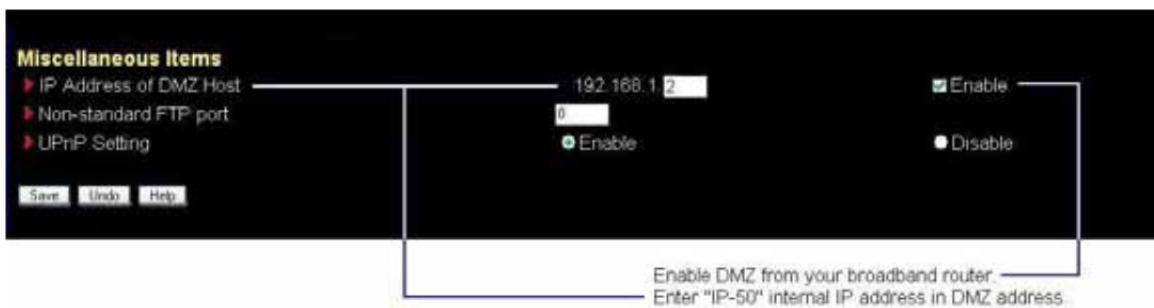 Miscellaneous Items
IP Address of DMZ Host 192.168.1. 2 Enable
Non-standard FTP port 0
UPnP Setting Enable Disable
Save Undo Help
Enable DMZ from your broadband router.
Enter "IP-50" internal IP address in DMZ address.